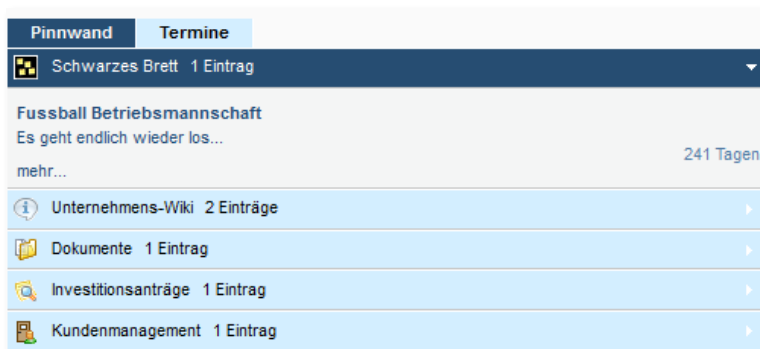 Pinnwand Termine
Schwarzes Brett 1 Eintrag
Fussball Betriebsmannschaft
Es geht endlich wieder los...
241 Tagen
mehr...
Unternehmens-Wiki 2 Einträge
Dokumente 1 Eintrag
Investitionsanträge 1 Eintrag
Kundenmanagement 1 Eintrag